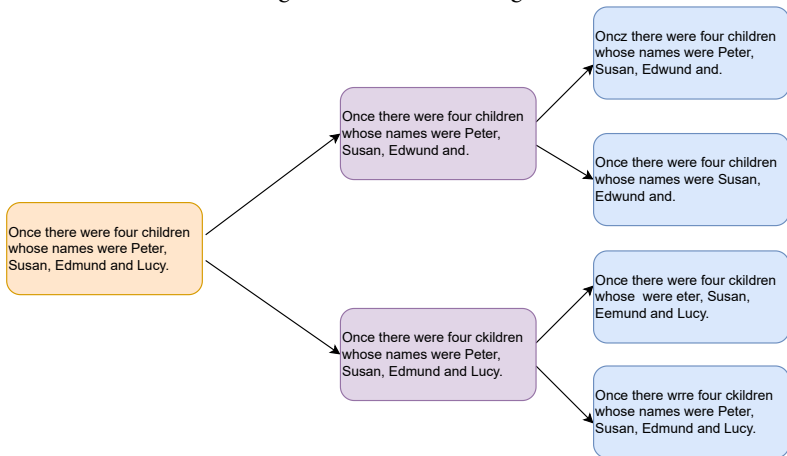 Once there were four children
whose names were Peter,
Susan, Edmund and Lucy.
Once there were four children
whose names were Peter,
Susan, Edwund and.
Once there were four ckildren
whose names were Peter,
Susan, Edmund and Lucy.
Oncz there were four children
whose names were Peter,
Susan, Edwund and.
Once there were four children
whose names were Susan,
Edwund and.
Once there were four ckildren
whose  were eter, Susan,
Eemund and Lucy.
Once there wrre four ckildren
whose names were Peter,
Susan, Edmund and Lucy.